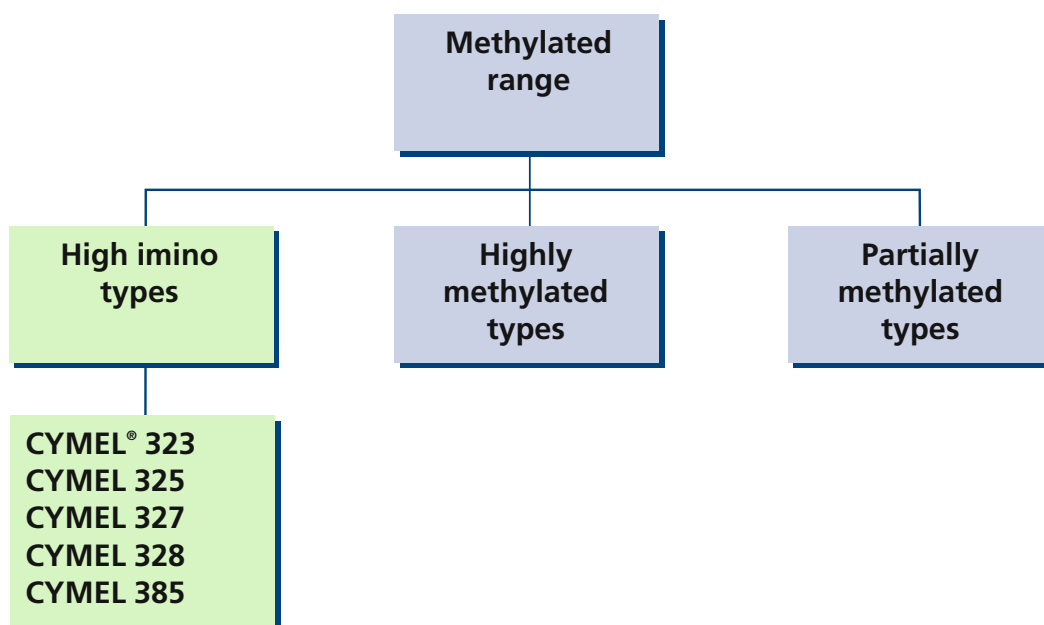 Methylated
range
High imino
types
Highly
methylated
types
Partially
methylated
types
CYMEL® 323
CYMEL 325
CYMEL 327
CYMEL 328
CYMEL 385